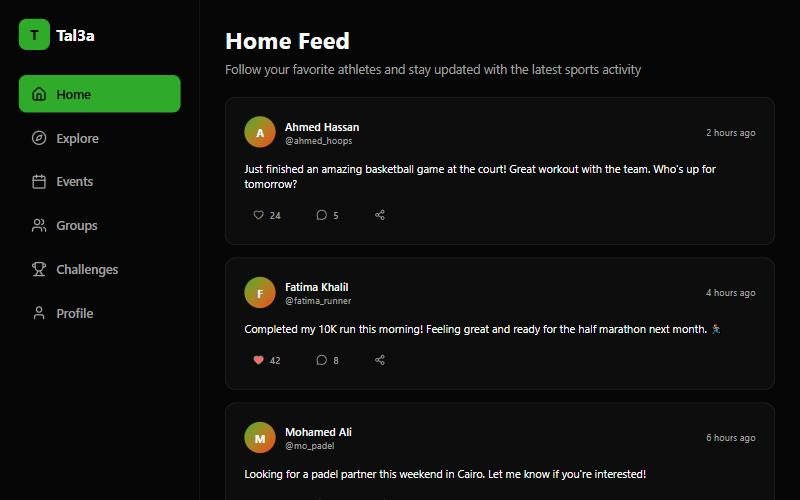 T Tal3a
Home
Explore
Events
Groups
Challenges
Profile
Home Feed
Follow your favorite athletes and stay updated with the latest sports activity
A
Ahmed Hassan
@ahmed_hoops
2 hours ago
Just finished an amazing basketball game at the court! Great workout with the team. Who's up for
tomorrow?
24 5
F
Fatima Khalil
@fatima_runner
4 hours ago
Completed my 10K run this morning! Feeling great and ready for the half marathon next month. 🏃
42 8
M
Mohamed Ali
@mo_padel
6 hours ago
Looking for a padel partner this weekend in Cairo. Let me know if you're interested!